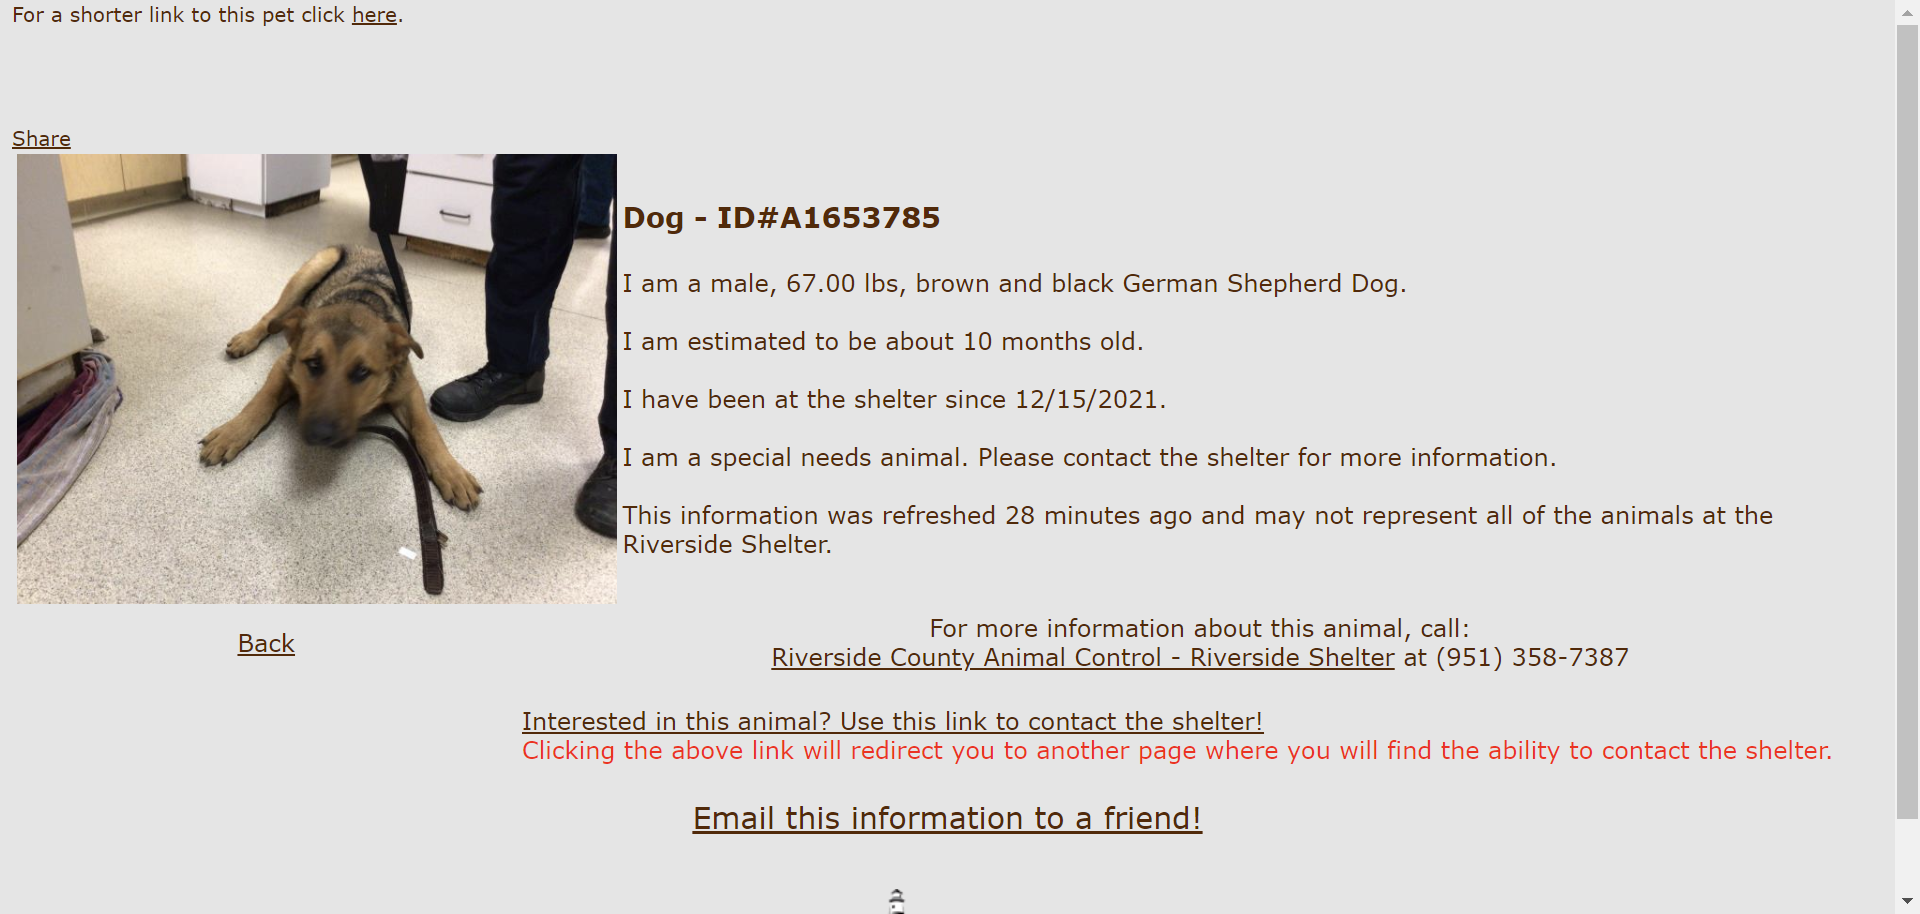 For a shorter link to this pet click here.
Share
Dog - ID#A1653785
I am a male, 67.00 lbs, brown and black German Shepherd Dog.
I am estimated to be about 10 months old.
I have been at the shelter since 12/15/2021.
I am a special needs animal. Please contact the shelter for more information.
This information was refreshed 28 minutes ago and may not represent all of the animals at the
Riverside Shelter.
Back
For more information about this animal, call:
Riverside County Animal Control - Riverside Shelter at (951) 358-7387
Interested in this animal? Use this link to contact the shelter!
Clicking the above link will redirect you to another page where you will find the ability to contact the shelter.
Email this information to a friend!